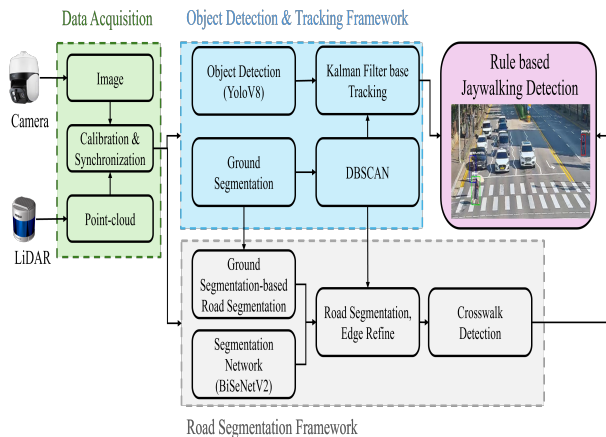 Data Acquisition
Object Detection & Tracking Framework
Image
Camera
Calibration &
Synchronization
Point-cloud
LiDAR
Object Detection
(YoloV8)
Kalman Filter base
Tracking
Ground
Segmentation
DBSCAN
Rule based
Jaywalking Detection
Ground
Segmentation-based
Road Segmentation
Segmentation
Network
(BiSeNetV2)
Road Segmentation,
Edge Refine
Crosswalk
Detection
Road Segmentation Framework